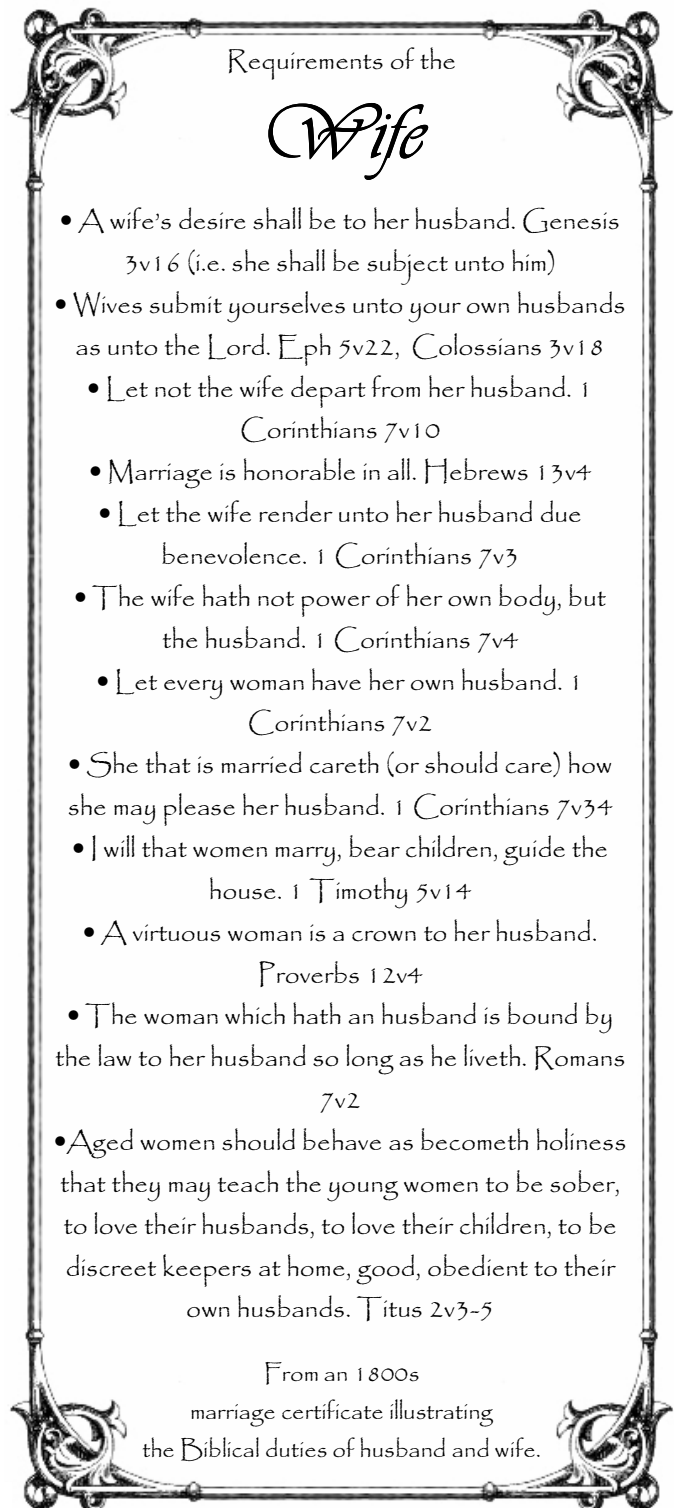 Requirements of the
Wife
• A wife's desire shall be to her husband. Genesis
3v16 (i.e. she shall be subject unto him)
• Wives submit yourselves unto your own husbands
as unto the Lord. Eph 5v22, Colossians 3v18
• Let not the wife depart from her husband. 1
Corinthians 7v10
• Marriage is honorable in all. Hebrews 13v4
• Let the wife render unto her husband due
benevolence. 1 Corinthians 7v3
• The wife hath not power of her own body, but
the husband. 1 Corinthians 7v4
• Let every woman have her own husband. 1
Corinthians 7v2
• She that is married careth (or should care) how
she may please her husband. 1 Corinthians 7v34
• I will that women marry, bear children, guide the
house. 1 Timothy 5v14
• A virtuous woman is a crown to her husband.
Proverbs 12v4
• The woman which hath an husband is bound by
the law to her husband so long as he liveth. Romans
7v2
•Aged women should behave as becometh holiness
that they may teach the young women to be sober,
to love their husbands, to love their children, to be
discreet keepers at home, good, obedient to their
own husbands. Titus 2v3-5
From an 1800s
marriage certificate illustrating
the Biblical duties of husband and wife.